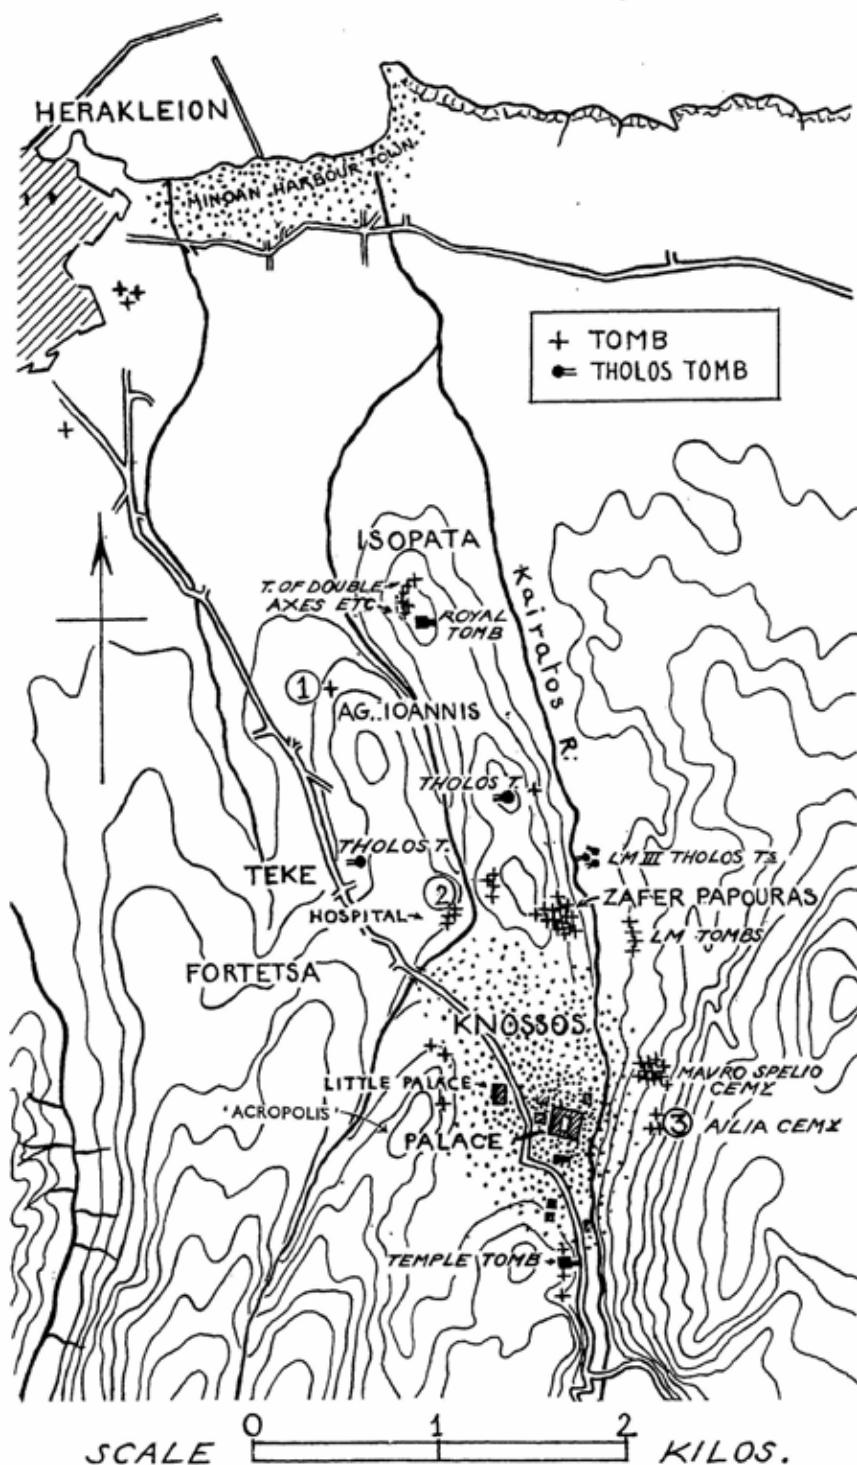 HERAKLEION
MINOAN HARBOUR TOWN
+ TOMB
THOLOS TOMB
ISOPATA
T. OF DOUBLE
AXES ETC
ROYAL
TOMB
Kairatos R.
1
AG. IOANNIS
THOLOS T.
THOLOS T.
LM III THOLOS Ts
TEKE
2
ZAFER PAPOURAS
HOSPITAL
LM TOMBS
FORTETSA
KNOSSOS
MAVRO SPELIO
CEMY
LITTLE PALACE
'ACROPOLIS'
3
AILIA CEMY
PALACE
TEMPLE TOMB
0 1 2
SCALE KILOS.